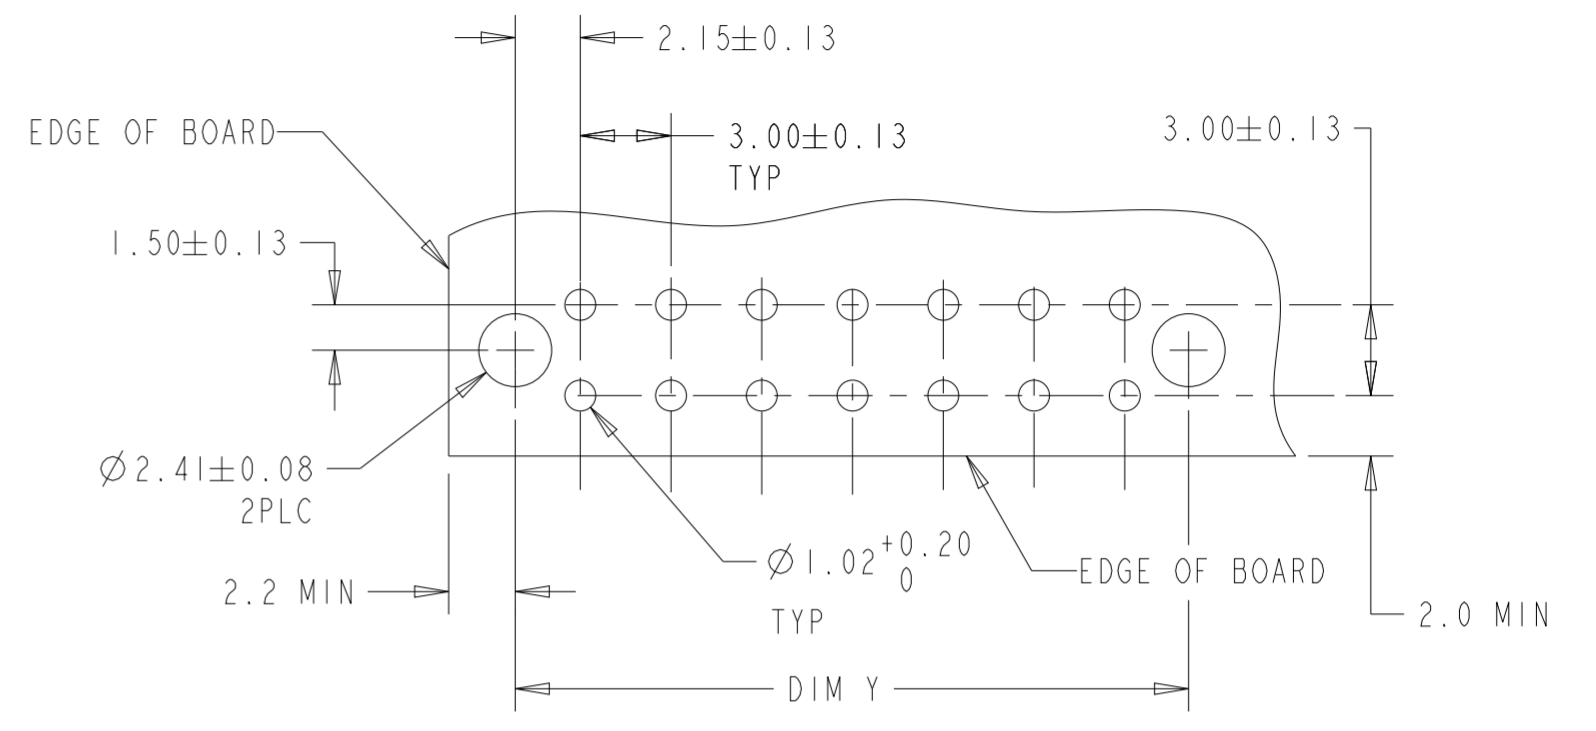 2.15±0.13
EDGE OF BOARD
3.00±0.13
TYP
3.00±0.13
1.50±0.13
Ø2.41±0.08
2PLC
Ø1.02 +0.20
0
TYP
EDGE OF BOARD
2.2 MIN
2.0 MIN
DIM Y